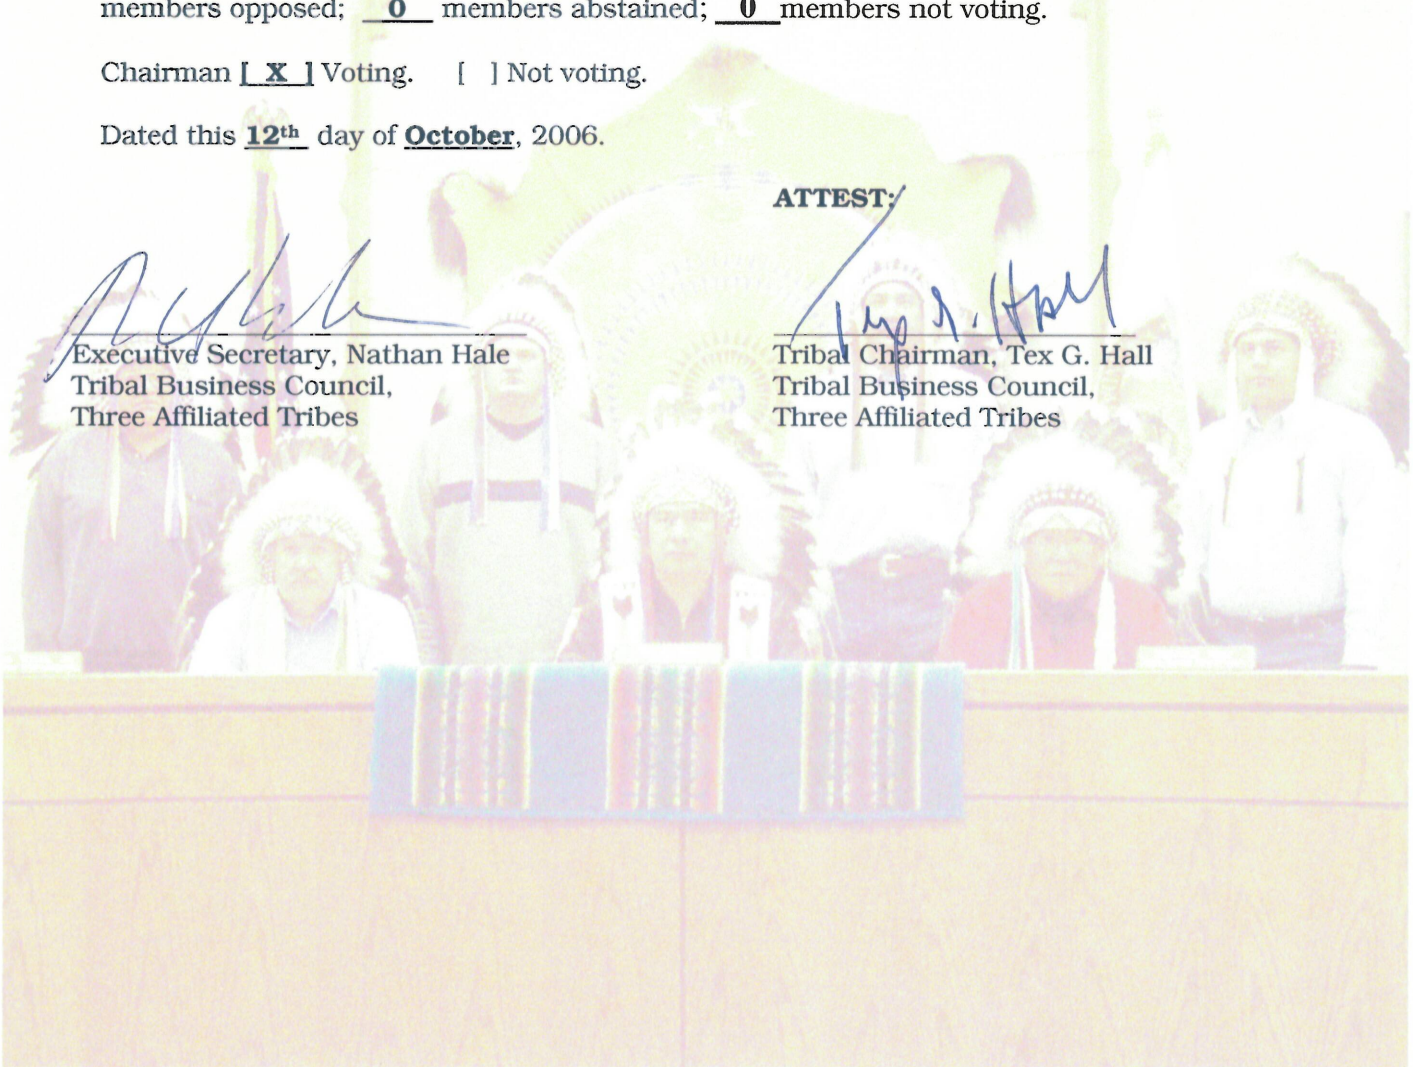 members opposed; 0 members abstained; 0 members not voting.
Chairman [ X ] Voting. [ ] Not voting.
Dated this 12th day of October, 2006.
ATTEST:
Executive Secretary, Nathan Hale
Tribal Business Council,
Three Affiliated Tribes
Tex G. Hall
Tribal Chairman, Tex G. Hall
Tribal Business Council,
Three Affiliated Tribes